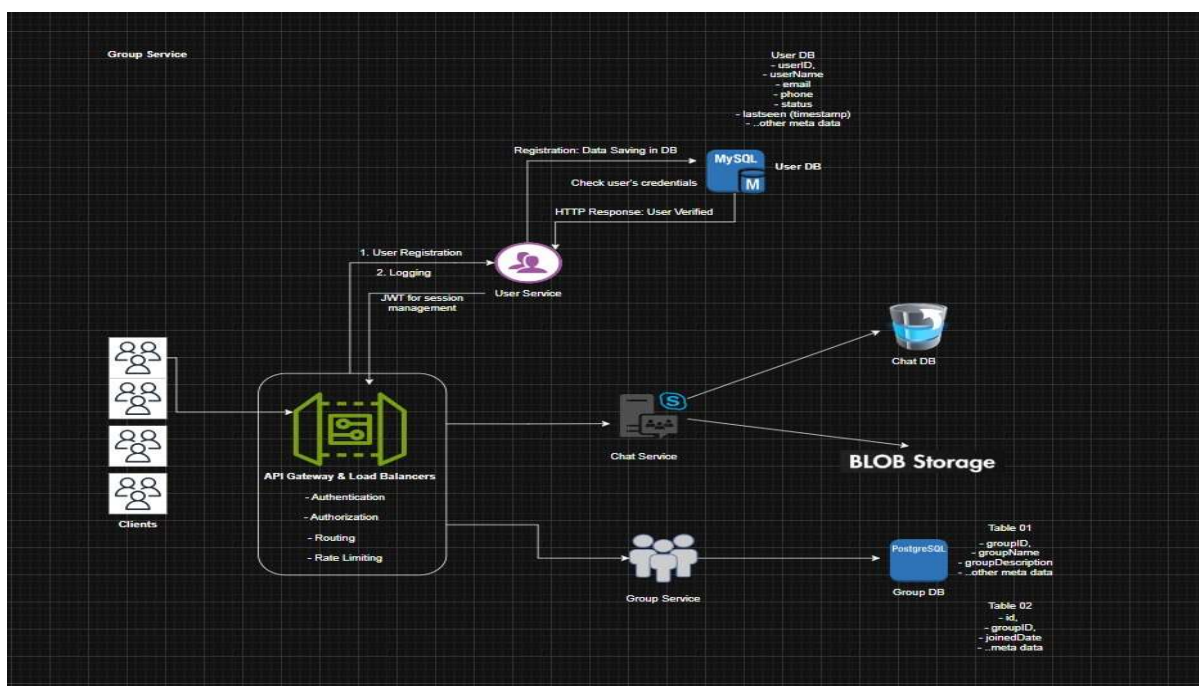 Group Service
User DB
- userID,
- userName
- email
- phone
- status
- lastseen (timestamp)
- ..other meta data
Registration: Data Saving in DB
MySQL
M
User DB
Check user's credentials
HTTP Response: User Verified
1. User Registration
2. Logging
User Service
JWT for session
management
Chat DB
S
Chat Service
BLOB Storage
API Gateway & Load Balancers
- Authentication
- Authorization
- Routing
- Rate Limiting
Clients
Group Service
PostgreSQL
Group DB
Table 01
- groupID,
- groupName
- groupDescription
- ..other meta data
Table 02
- id,
- groupID,
- joinedDate
- ..meta data